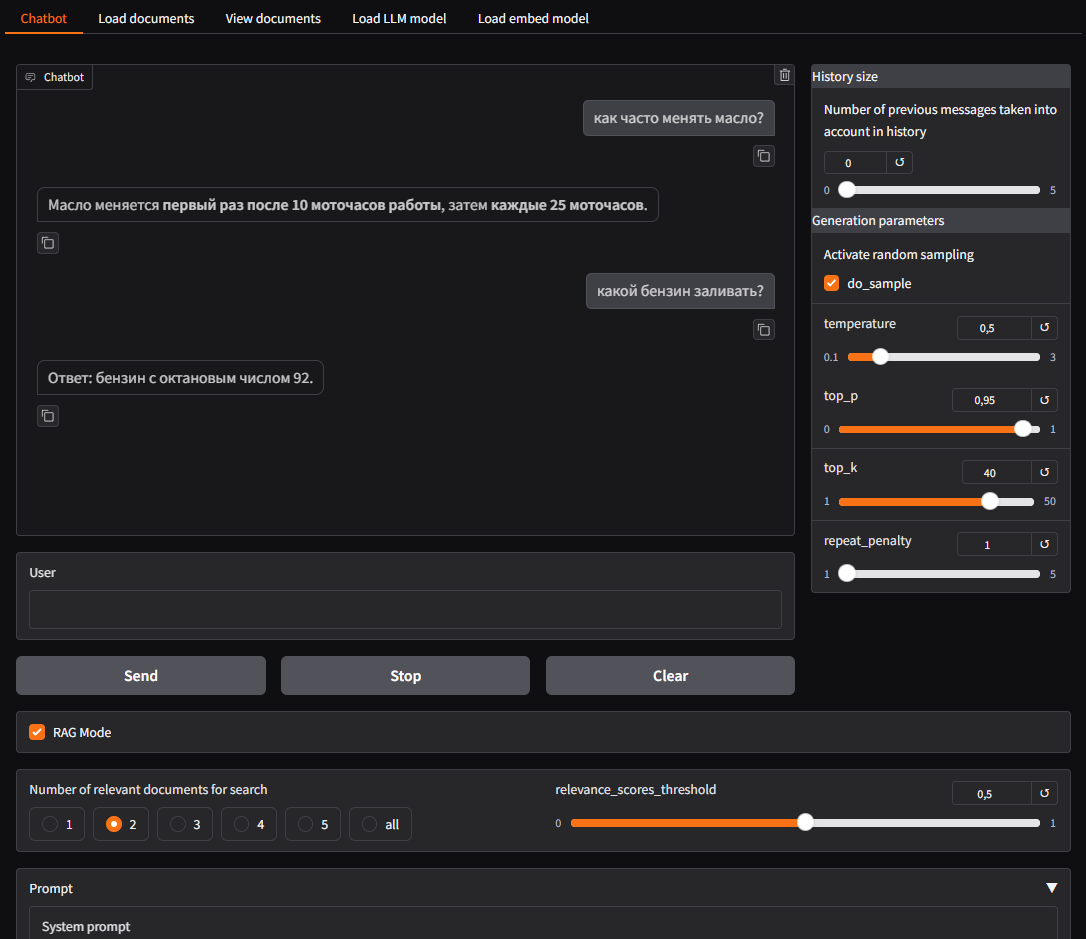 Chatbot
Load documents
View documents
Load LLM model
Load embed model
Chatbot
как часто менять масло?
Масло меняется первый раз после 10 моточасов работы, затем каждые 25 моточасов.
какой бензин заливать?
Ответ: бензин с октановым числом 92.
User
Send
Stop
Clear
History size
Number of previous messages taken into
account in history
0
0
5
Generation parameters
Activate random sampling
do_sample
temperature
0,5
0.1
3
top_p
0,95
0
1
top_k
40
1
50
repeat_penalty
1
1
5
RAG Mode
Number of relevant documents for search
1
2
3
4
5
all
relevance_scores_threshold
0,5
0
1
Prompt
System prompt